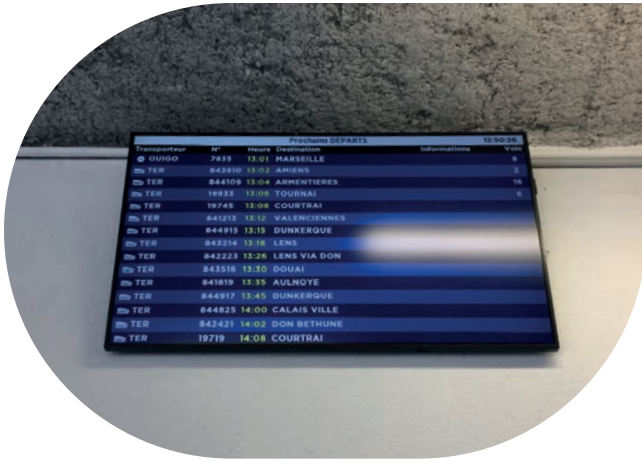 Prochains DEPARTS 12:50:26
Transporteur N° Heure Destination Informations Voie
OUIGO 7835 13:01 MARSEILLE 8
TER 843910 13:02 AMIENS 2
TER 844109 13:04 ARMENTIERES 16
TER 19933 13:06 TOURNAI 6
TER 19745 13:08 COURTRAI
TER 841213 13:12 VALENCIENNES
TER 844915 13:15 DUNKERQUE
TER 843214 13:18 LENS
TER 842223 13:26 LENS VIA DON
TER 843516 13:30 DOUAI
TER 841819 13:35 AULNOYE
TER 844917 13:45 DUNKERQUE
TER 844825 14:00 CALAIS VILLE
TER 842421 14:02 DON BETHUNE
TER 19719 14:08 COURTRAI